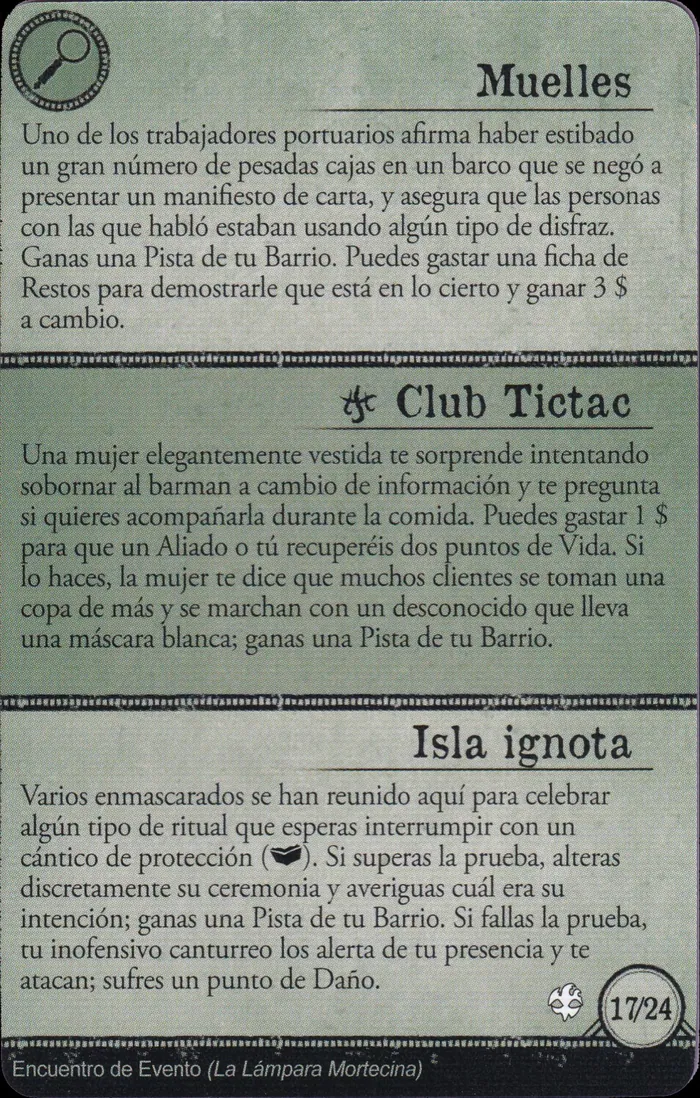 Muelles
Uno de los trabajadores portuarios afirma haber estibado
un gran número de pesadas cajas en un barco que se negó a
presentar un manifiesto de carta, y asegura que las personas
con las que habló estaban usando algún tipo de disfraz.
Ganas una Pista de tu Barrio. Puedes gastar una ficha de
Restos para demostrarle que está en lo cierto y ganar 3 $
a cambio.
Club Tictac
Una mujer elegantemente vestida te sorprende intentando
sobornar al barman a cambio de información y te pregunta
si quieres acompañarla durante la comida. Puedes gastar 1 $
para que un Aliado o tú recuperéis dos puntos de Vida. Si
lo haces, la mujer te dice que muchos clientes se toman una
copa de más y se marchan con un desconocido que lleva
una máscara blanca; ganas una Pista de tu Barrio.
Isla ignota
Varios enmascarados se han reunido aquí para celebrar
algún tipo de ritual que esperas interrumpir con un
cántico de protección (). Si superas la prueba, alteras
discretamente su ceremonia y averiguas cuál era su
intención; ganas una Pista de tu Barrio. Si fallas la prueba,
tu inofensivo canturreo los alerta de tu presencia y te
atacan; sufres un punto de Daño.
17/24
Encuentro de Evento (La Lámpara Mortecina)